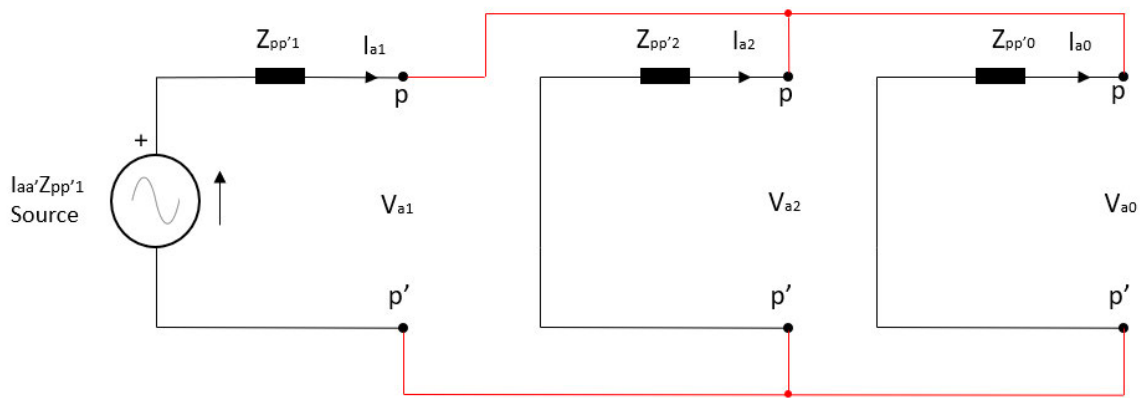 Zpp'1
Ia1
p
Zpp'2
Ia2
p
Zpp'0
Ia0
p
+
Iaa'Zpp'1
Source
Va1
Va2
Va0
p'
p'
p'